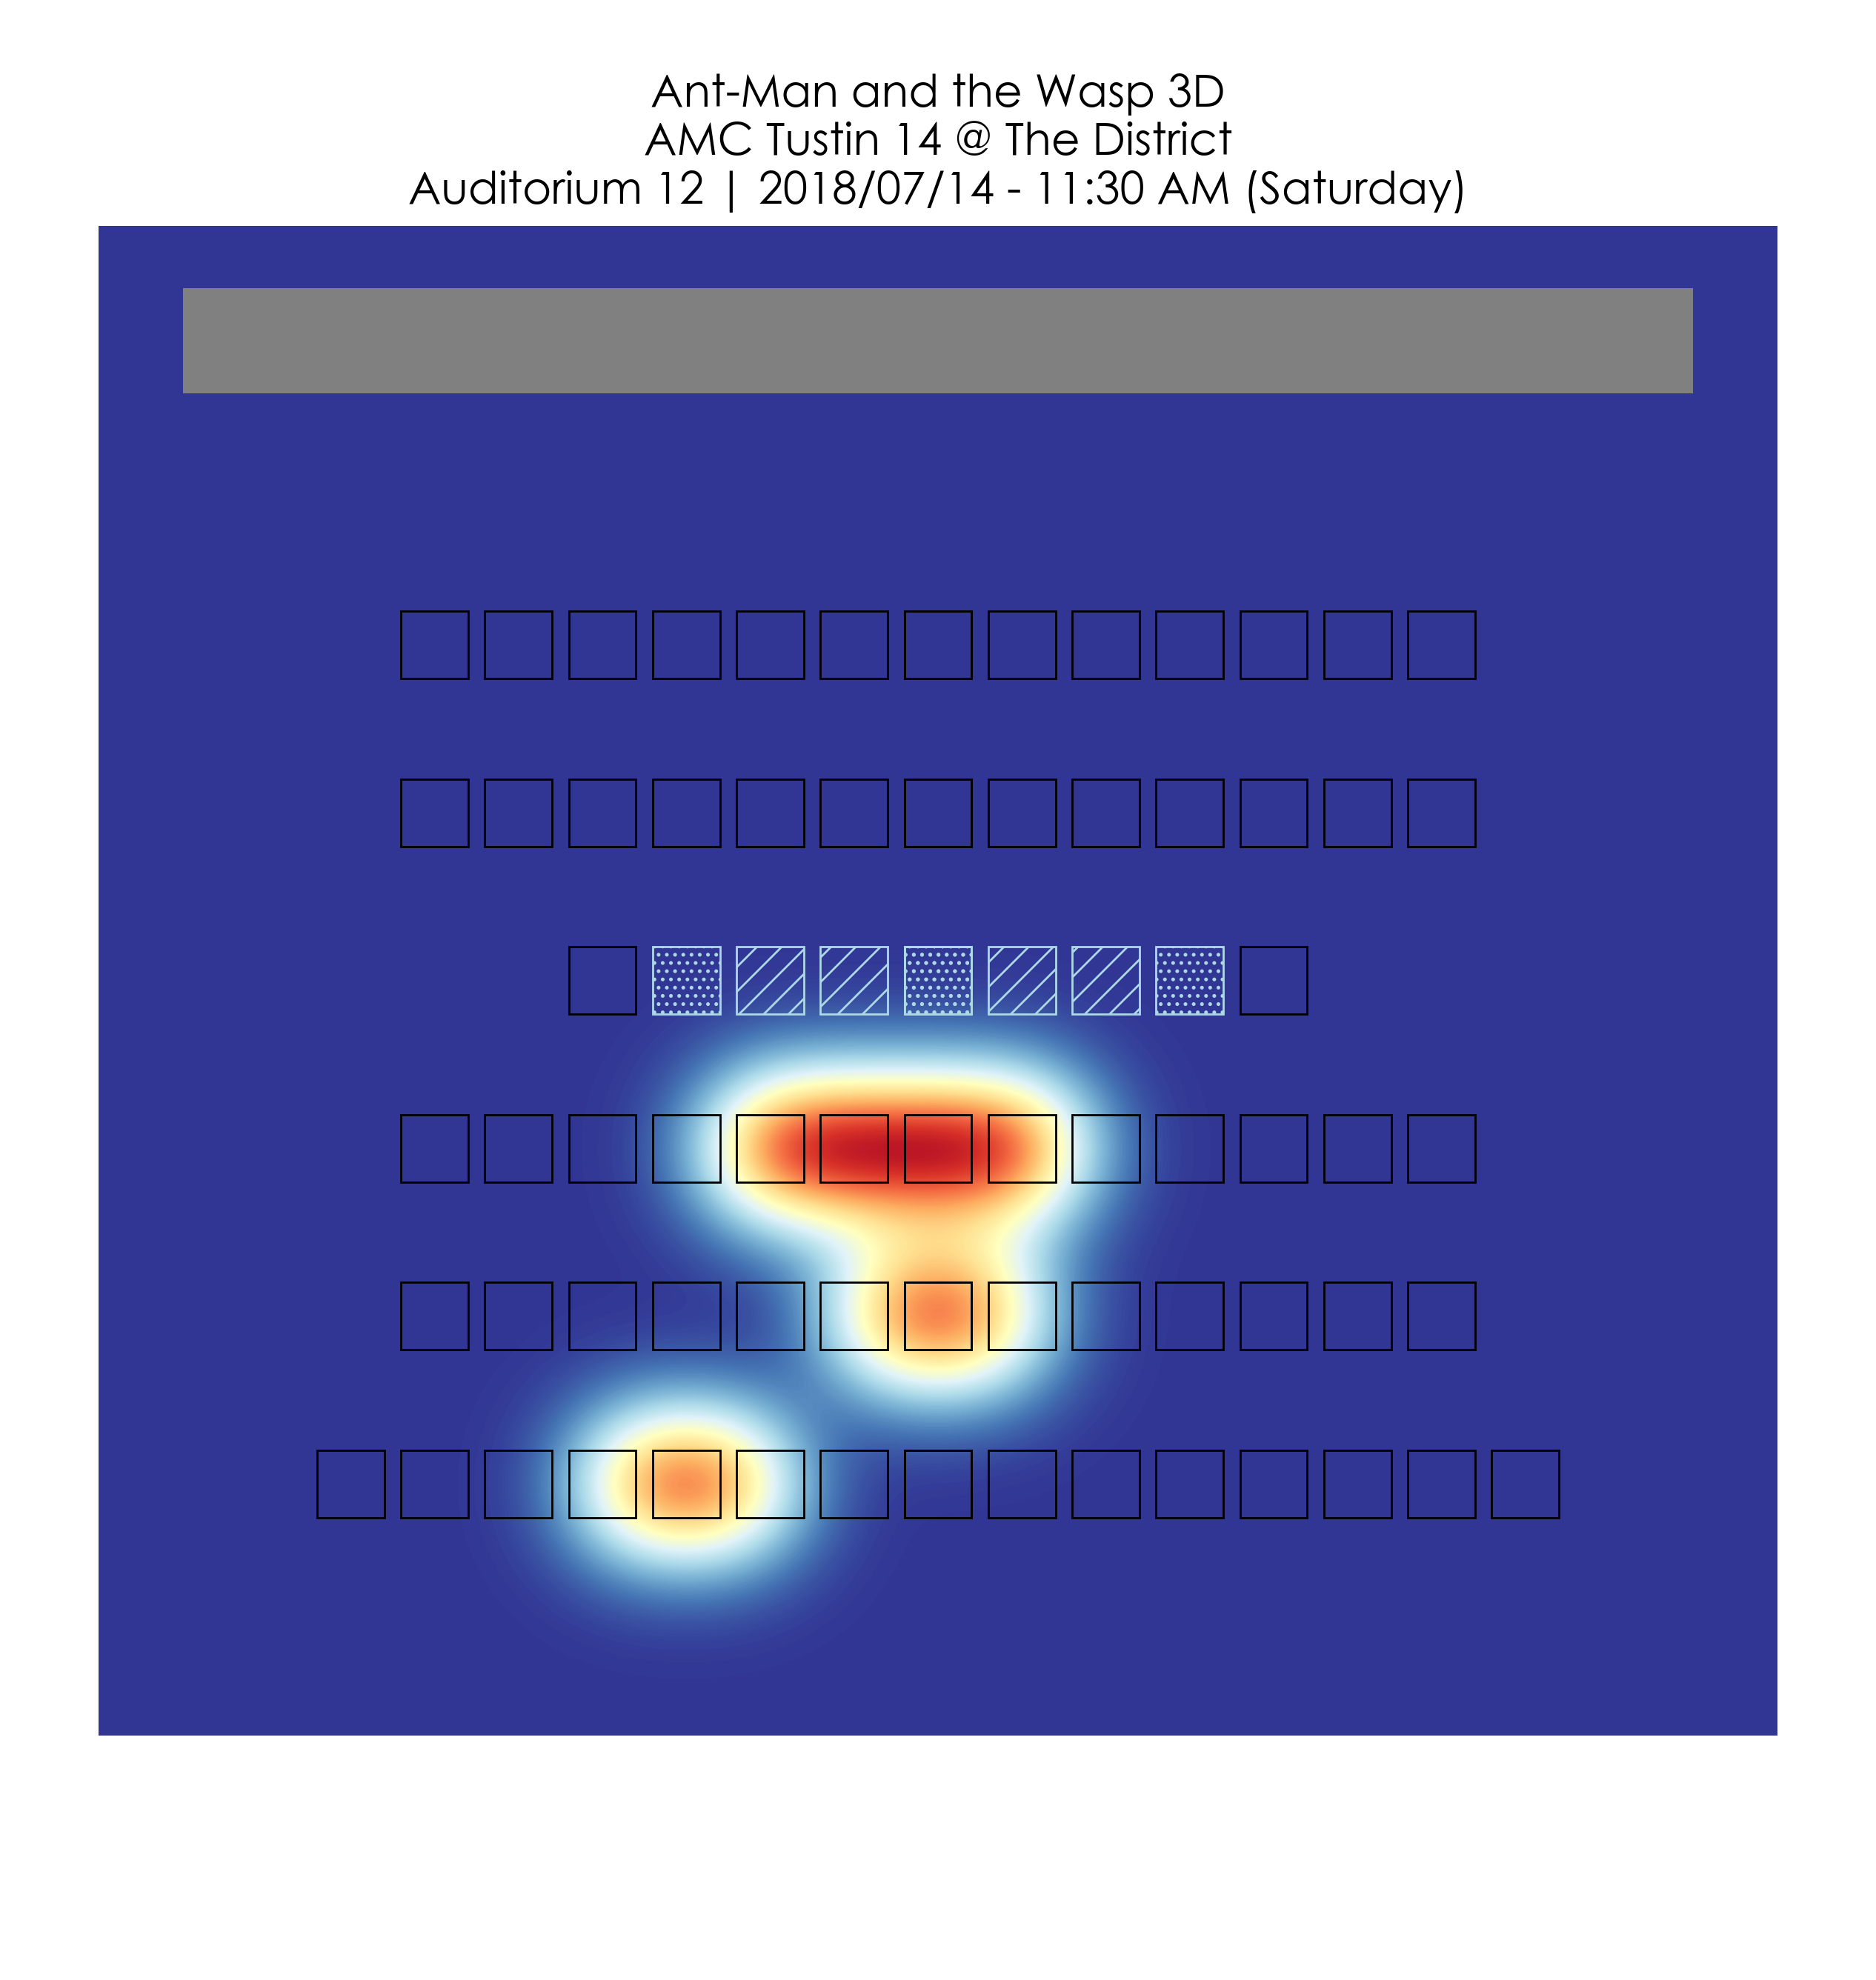 Ant-Man and the Wasp 3D
AMC Tustin 14 @ The District
Auditorium 12 | 2018/07/14 - 11:30 AM (Saturday)